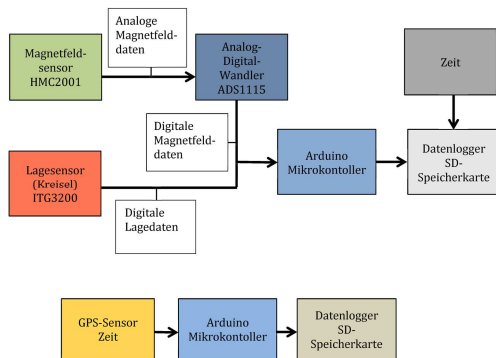 Analoge
Magnetfeld-
daten
Magnetfeld-
sensor
HMC2001
Analog-
Digital-
Wandler
ADS1115
Zeit
Digitale
Magnetfeld-
daten
Lagesensor
(Kreisel)
ITG3200
Arduino
Mikrokontoller
Datenlogger
SD-
Speicherkarte
Digitale
Lagedaten
GPS-Sensor
Zeit
Arduino
Mikrokontoller
Datenlogger
SD-
Speicherkarte